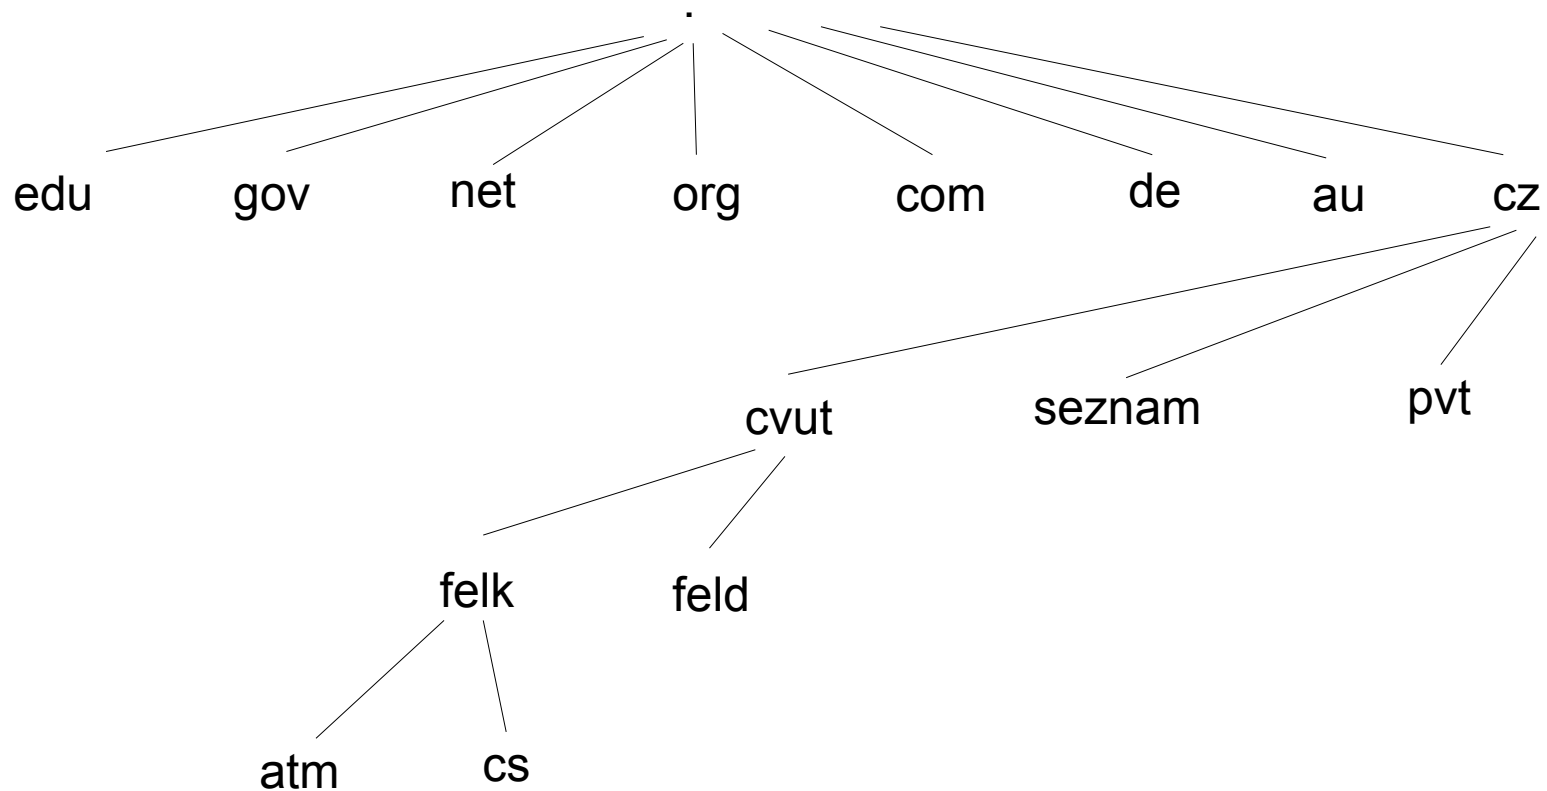 .
edu gov net org com de au cz
cvut seznam pvt
felk feld
atm cs